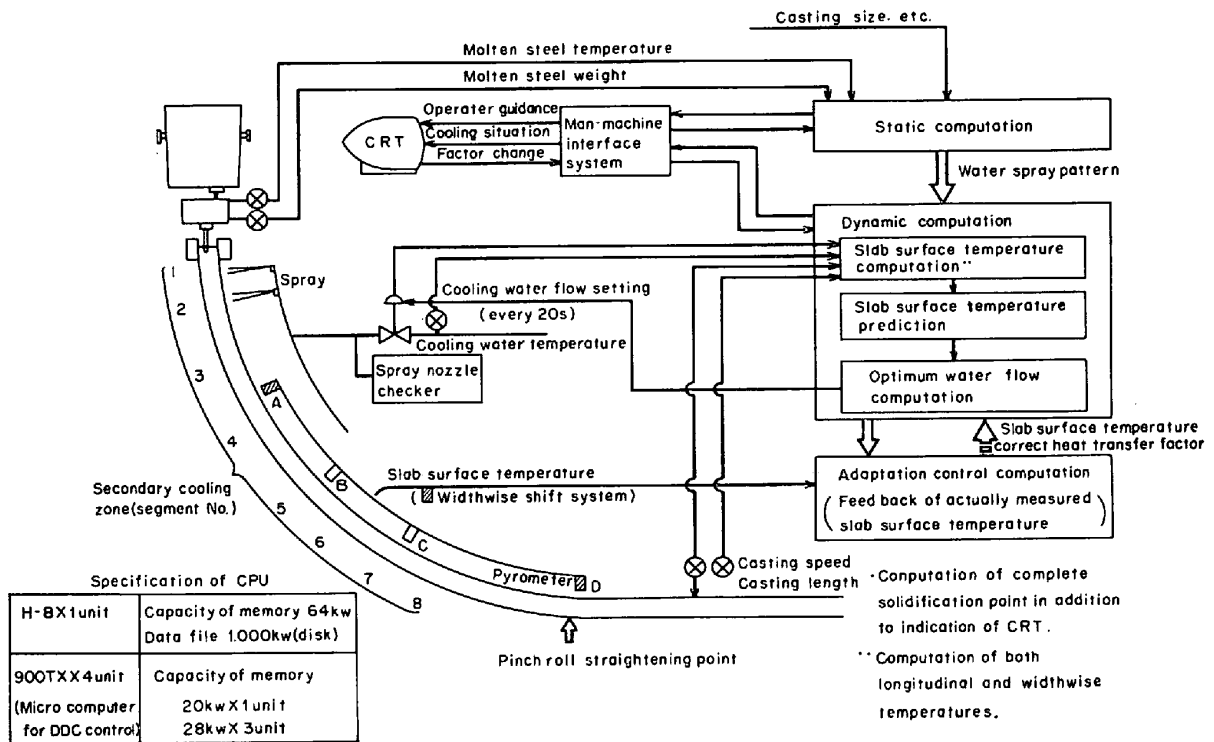 Casting size. etc.
Molten steel temperature
Molten steel weight
Operater guidance
Cooling situation
Factor change
CRT
Man-machine
interface
system
Static computation
Water spray pattern
Dynamic computation
Slab surface temperature
computation¨
Slab surface temperature
prediction
Optimum water flow
computation
Spray
Cooling water flow setting
(every 20s)
Cooling water temperature
Spray nozzle
checker
1
2
3
4
5
6
7
8
A
B
C
D
Secondary cooling
zone(segment No.)
Slab surface temperature
( Widthwise shift system)
Slab surface temperature
correct heat transfer factor
Adaptation control computation
(Feed back of actually measured
slab surface temperature)
Pyrometer
Casting speed
Casting length
Pinch roll straightening point
·Conputation of complete
solidification point in addition
to indication of CRT.
¨Computation of both
longitudinal and widthwise
temperatures.
Specification of CPU
H-8X1unit
Capacity of memory 64kw
Data file 1.000kw(disk)
900TXX4unit
(Micro computer
for DDC control)
Capacity of memory
20kwX1unit
28kwX3unit